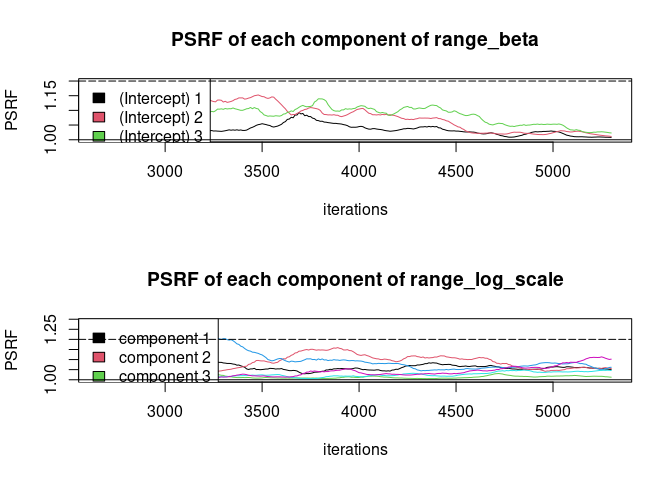 PSRF of each component of range_beta
PSRF
1.00 1.15
(Intercept) 1
(Intercept) 2
(Intercept) 3
3000 3500 4000 4500 5000
iterations
PSRF of each component of range_log_scale
PSRF
1.00 1.25
component 1
component 2
component 3
3000 3500 4000 4500 5000
iterations